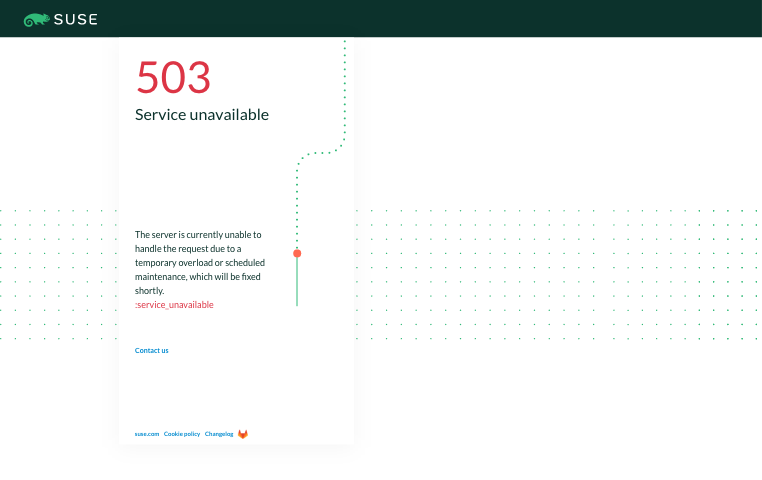 SUSE
503
Service unavailable
The server is currently unable to
handle the request due to a
temporary overload or scheduled
maintenance, which will be fixed
shortly.
:service_unavailable
Contact us
suse.com Cookie policy Changelog